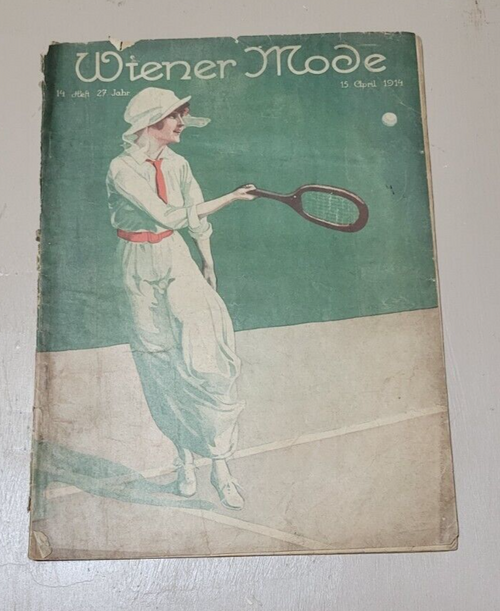 Wiener Mode
14. Heft 27. Jahr
15. April 1914